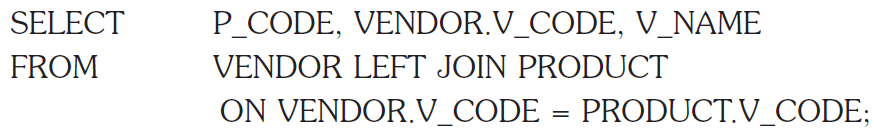 SELECT P_CODE, VENDOR.V_CODE, V_NAME
FROM VENDOR LEFT JOIN PRODUCT
ON VENDOR.V_CODE = PRODUCT.V_CODE;